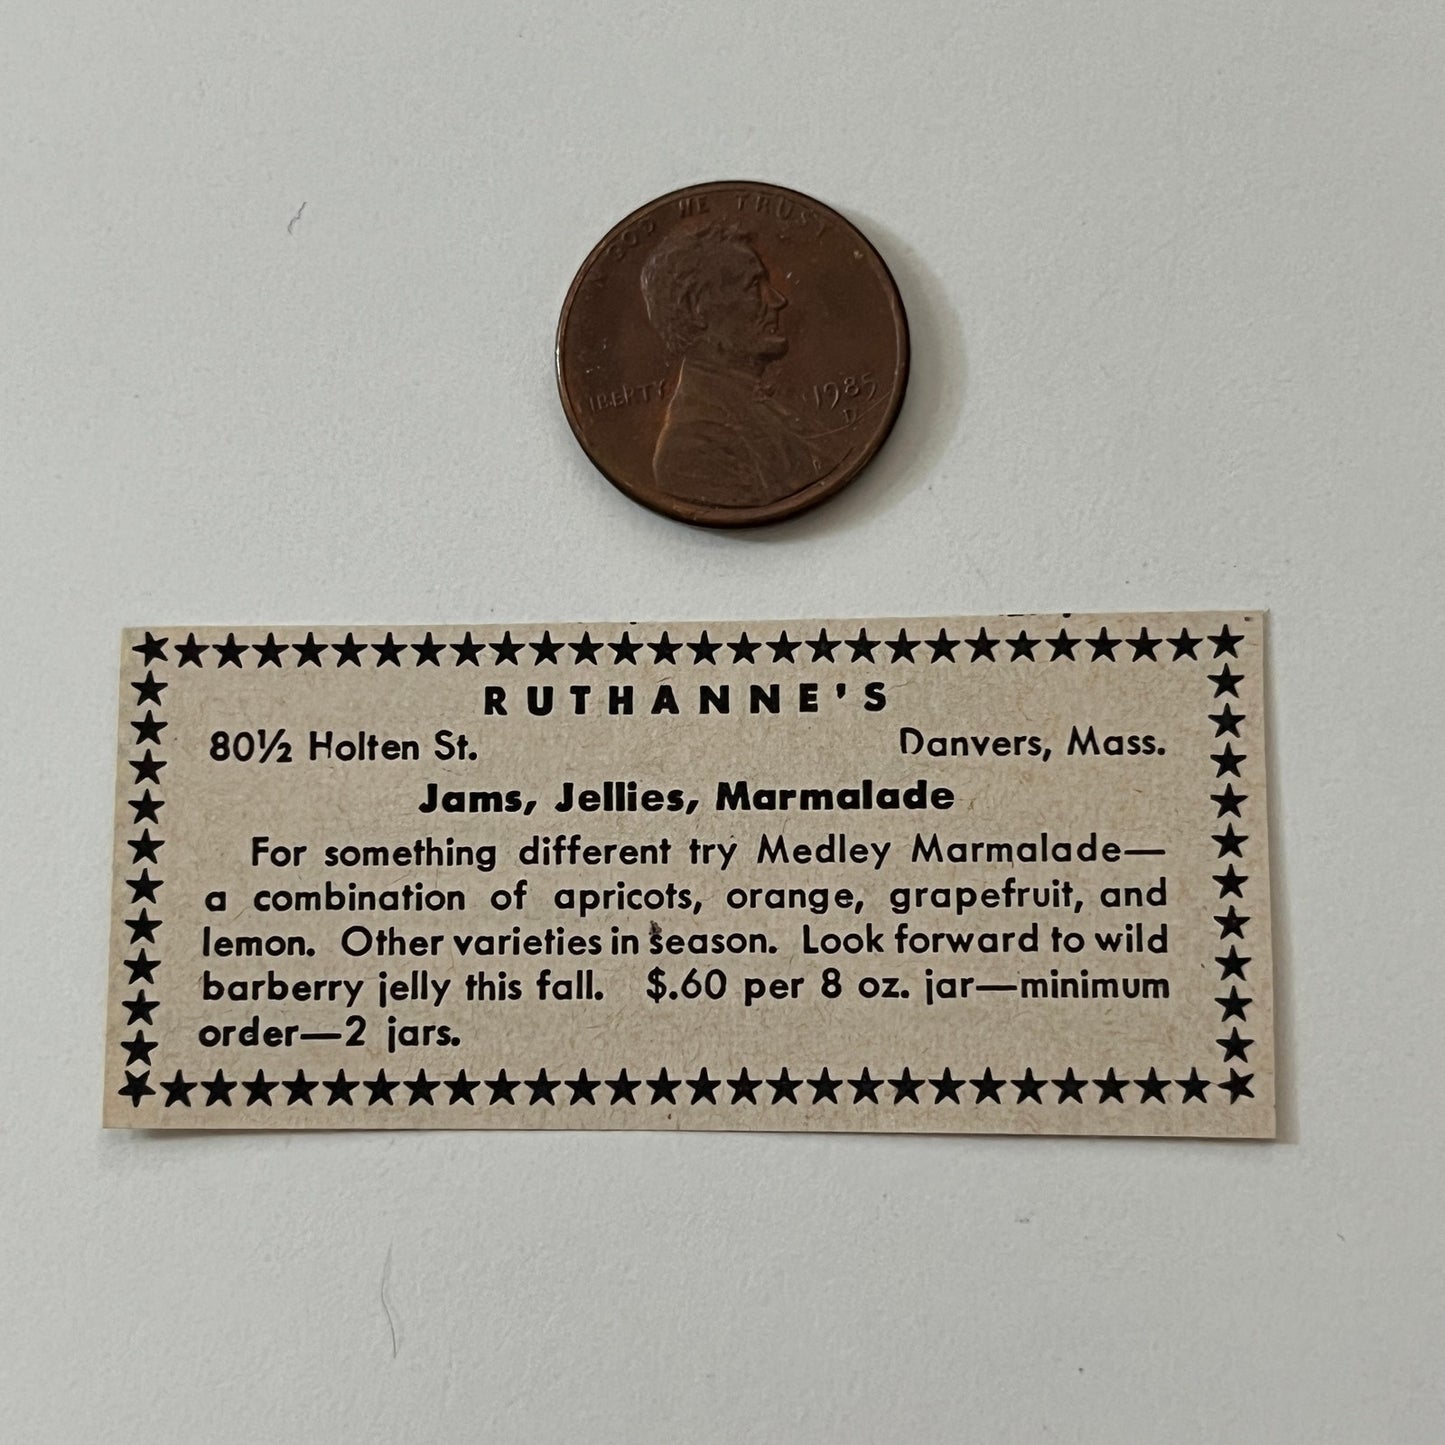 GOD WE TRUST
LIBERTY
1985
D
RUTHANNE'S
80½ Holten St. Danvers, Mass.
Jams, Jellies, Marmalade
For something different try Medley Marmalade—
a combination of apricots, orange, grapefruit, and
lemon. Other varieties in season. Look forward to wild
barberry jelly this fall. $.60 per 8 oz. jar—minimum
order—2 jars.